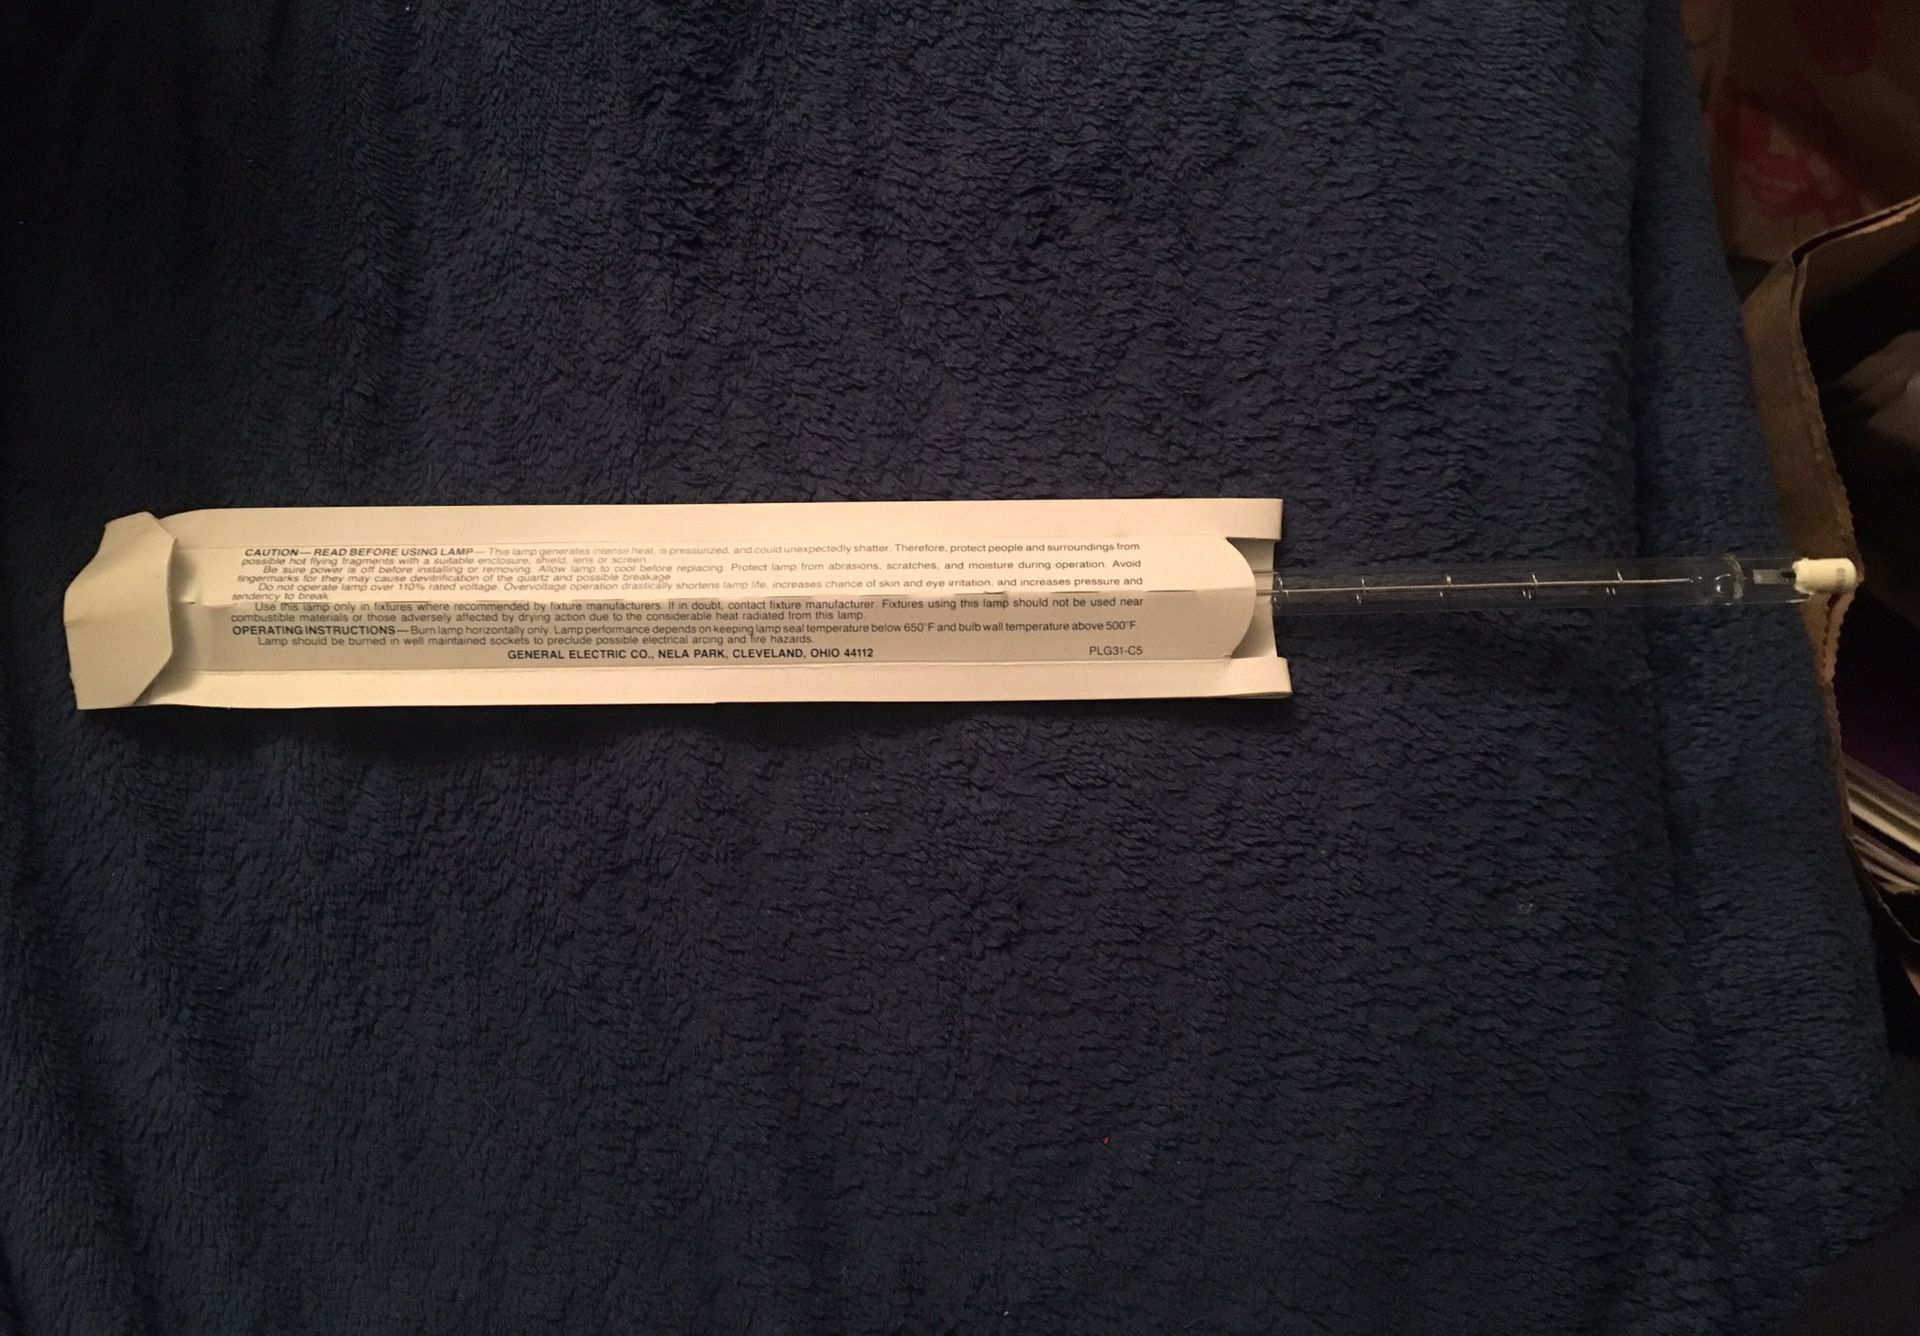 CAUTION — READ BEFORE USING LAMP — This lamp generates intense heat, is pressurized, and could unexpectedly shatter. Therefore, protect people and surroundings from
possible hot flying fragments with a suitable enclosure, shield, lens or screen.
Be sure power is off before installing or removing. Allow lamp to cool before replacing. Protect lamp from abrasions, scratches, and moisture during operation. Avoid
fingermarks for they may cause devitrification of the quartz and possible breakage.
Do not operate lamp over 110% rated voltage. Overvoltage operation drastically shortens lamp life, increases chance of skin and eye irritation, and increases pressure and
tendency to break.
Use this lamp only in fixtures where recommended by fixture manufacturers. If in doubt, contact fixture manufacturer. Fixtures using this lamp should not be used near
combustible materials or those adversely affected by drying action due to the considerable heat radiated from this lamp.
OPERATING INSTRUCTIONS — Burn lamp horizontally only. Lamp performance depends on keeping lamp seal temperature below 650°F and bulb wall temperature above 500°F.
Lamp should be burned in well maintained sockets to preclude possible electrical arcing and fire hazards.
GENERAL ELECTRIC CO., NELA PARK, CLEVELAND, OHIO 44112 PLG31-C5